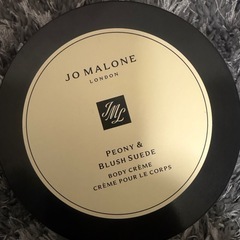 JO MALONE
LONDON
JML
PEONY &
BLUSH SUEDE
BODY CRÈME
CRÈME POUR LE CORPS